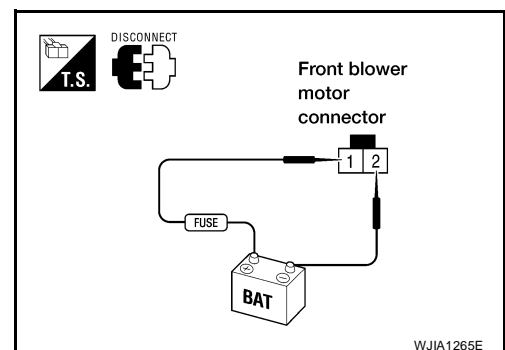 DISCONNECT
T.S.
Front blower
motor
connector
1 2
FUSE
+ −
BAT
WJIA1265E